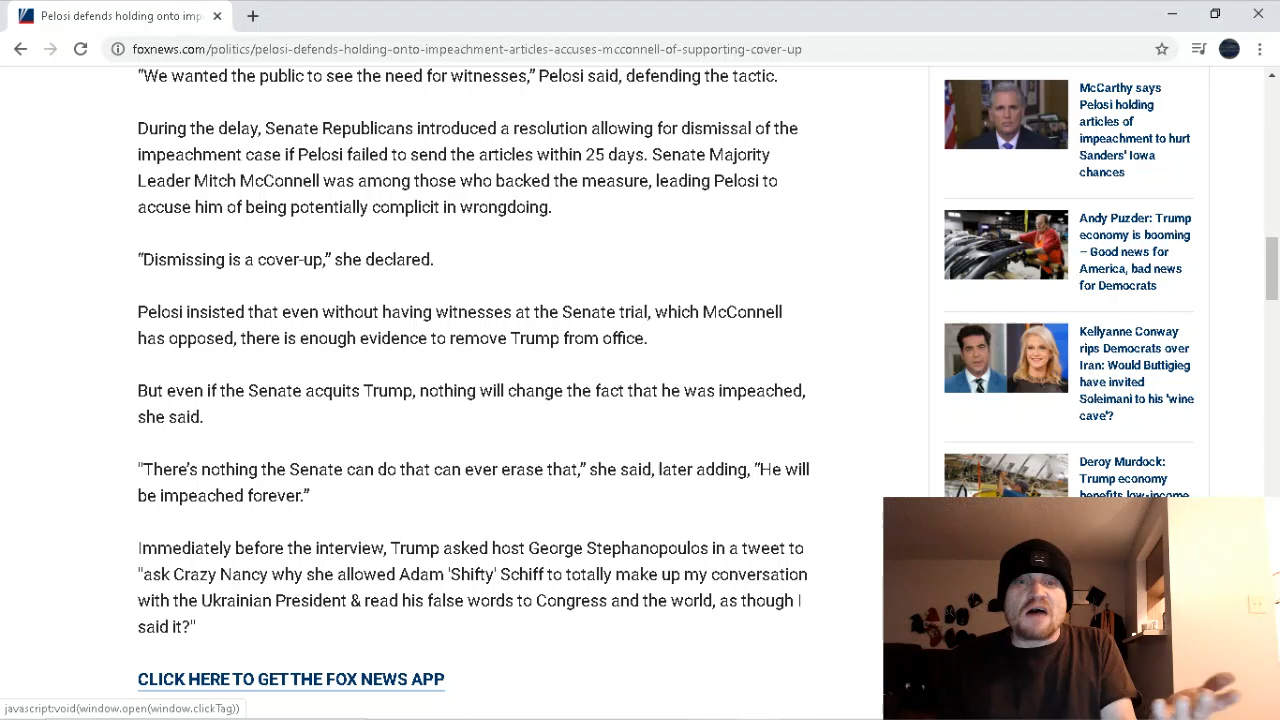 Pelosi defends holding onto imp
foxnews.com/politics/pelosi-defends-holding-onto-impeachment-articles-accuses-mcconnell-of-supporting-cover-up
“We wanted the public to see the need for witnesses,” Pelosi said, defending the tactic.
During the delay, Senate Republicans introduced a resolution allowing for dismissal of the
impeachment case if Pelosi failed to send the articles within 25 days. Senate Majority
Leader Mitch McConnell was among those who backed the measure, leading Pelosi to
accuse him of being potentially complicit in wrongdoing.
“Dismissing is a cover-up,” she declared.
Pelosi insisted that even without having witnesses at the Senate trial, which McConnell
has opposed, there is enough evidence to remove Trump from office.
But even if the Senate acquits Trump, nothing will change the fact that he was impeached,
she said.
"There’s nothing the Senate can do that can ever erase that,” she said, later adding, “He will
be impeached forever.”
Immediately before the interview, Trump asked host George Stephanopoulos in a tweet to
"ask Crazy Nancy why she allowed Adam 'Shifty' Schiff to totally make up my conversation
with the Ukrainian President & read his false words to Congress and the world, as though I
said it?"
CLICK HERE TO GET THE FOX NEWS APP
javascript:void(window.open(window.clickTag))
McCarthy says
Pelosi holding
articles of
impeachment to hurt
Sanders' Iowa
chances
Andy Puzder: Trump
economy is booming
– Good news for
America, bad news
for Democrats
Kellyanne Conway
rips Democrats over
Iran: Would Buttigieg
have invited
Soleimani to his 'wine
cave'?
Deroy Murdock:
Trump economy
benefits low-income